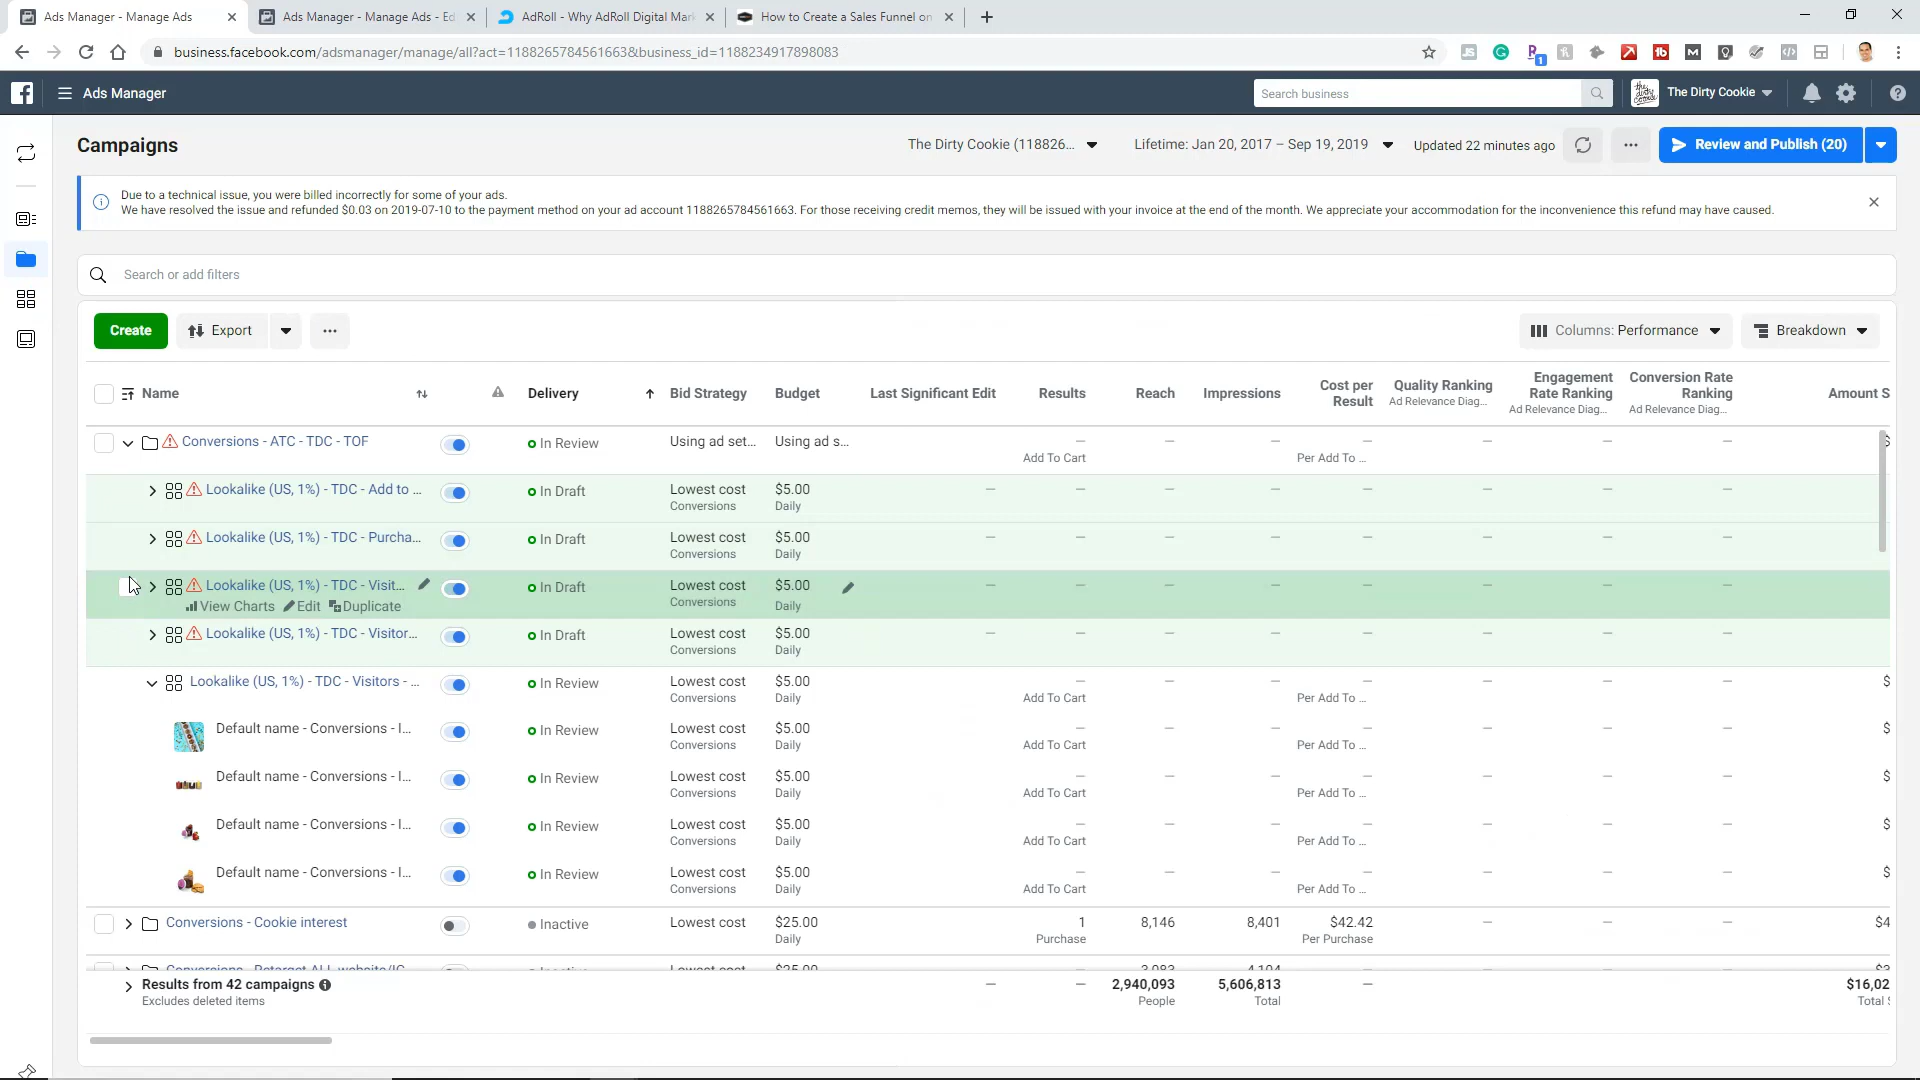 Ads Manager - Manage Ads
Ads Manager - Manage Ads - Ed
AdRoll - Why AdRoll Digital Mark
How to Create a Sales Funnel on
business.facebook.com/adsmanager/manage/all?act=1188265784561663&business_id=1188234917898083
Ads Manager
Search business
The Dirty Cookie
Campaigns
The Dirty Cookie (118826...
Lifetime: Jan 20, 2017 – Sep 19, 2019
Updated 22 minutes ago
Review and Publish (20)
Due to a technical issue, you were billed incorrectly for some of your ads.
We have resolved the issue and refunded $0.03 on 2019-07-10 to the payment method on your ad account 1188265784561663. For those receiving credit memos, they will be issued with your invoice at the end of the month. We appreciate your accommodation for the inconvenience this refund may have caused.
Search or add filters
Create
Export
Columns: Performance
Breakdown
Name Delivery Bid Strategy Budget Last Significant Edit Results Reach Impressions Cost per Result Quality Ranking Engagement Rate Ranking Conversion Rate Ranking Amount S
Ad Relevance Diag... Ad Relevance Diag... Ad Relevance Diag...
Conversions - ATC - TDC - TOF In Review Using ad set... Using ad s... — — — — — — — $
Add To Cart Per Add To ...
Lookalike (US, 1%) - TDC - Add to ... In Draft Lowest cost $5.00 — — — — — — — —
Conversions Daily
Lookalike (US, 1%) - TDC - Purcha... In Draft Lowest cost $5.00 — — — — — — — —
Conversions Daily
Lookalike (US, 1%) - TDC - Visit... In Draft Lowest cost $5.00 — — — — — — — —
View Charts Edit Duplicate Conversions Daily
Lookalike (US, 1%) - TDC - Visitor... In Draft Lowest cost $5.00 — — — — — — — —
Conversions Daily
Lookalike (US, 1%) - TDC - Visitors - ... In Review Lowest cost $5.00 — — — — — — — $
Conversions Daily Add To Cart Per Add To ...
Default name - Conversions - I... In Review Lowest cost $5.00 — — — — — — — $
Conversions Daily Add To Cart Per Add To ...
Default name - Conversions - I... In Review Lowest cost $5.00 — — — — — — — $
Conversions Daily Add To Cart Per Add To ...
Default name - Conversions - I... In Review Lowest cost $5.00 — — — — — — — $
Conversions Daily Add To Cart Per Add To ...
Default name - Conversions - I... In Review Lowest cost $5.00 — — — — — — — $
Conversions Daily Add To Cart Per Add To ...
Conversions - Cookie interest Inactive Lowest cost $25.00 1 8,146 8,401 $42.42 — — — $4
Daily Purchase Per Purchase
Results from 42 campaigns — — 2,940,093 5,606,813 — $16,02
Excludes deleted items People Total Total $